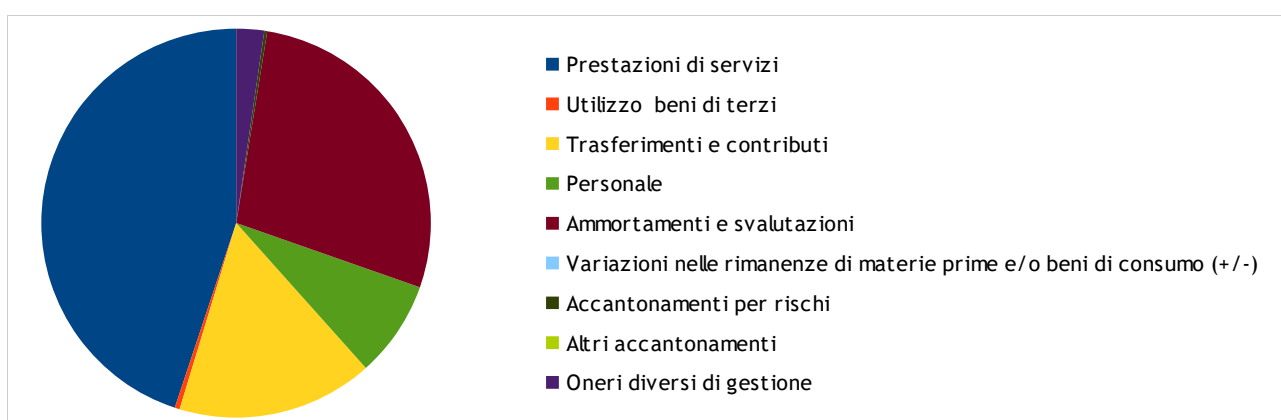 Prestazioni di servizi
Utilizzo beni di terzi
Trasferimenti e contributi
Personale
Ammortamenti e svalutazioni
Variazioni nelle rimanenze di materie prime e/o beni di consumo (+/-)
Accantonamenti per rischi
Altri accantonamenti
Oneri diversi di gestione